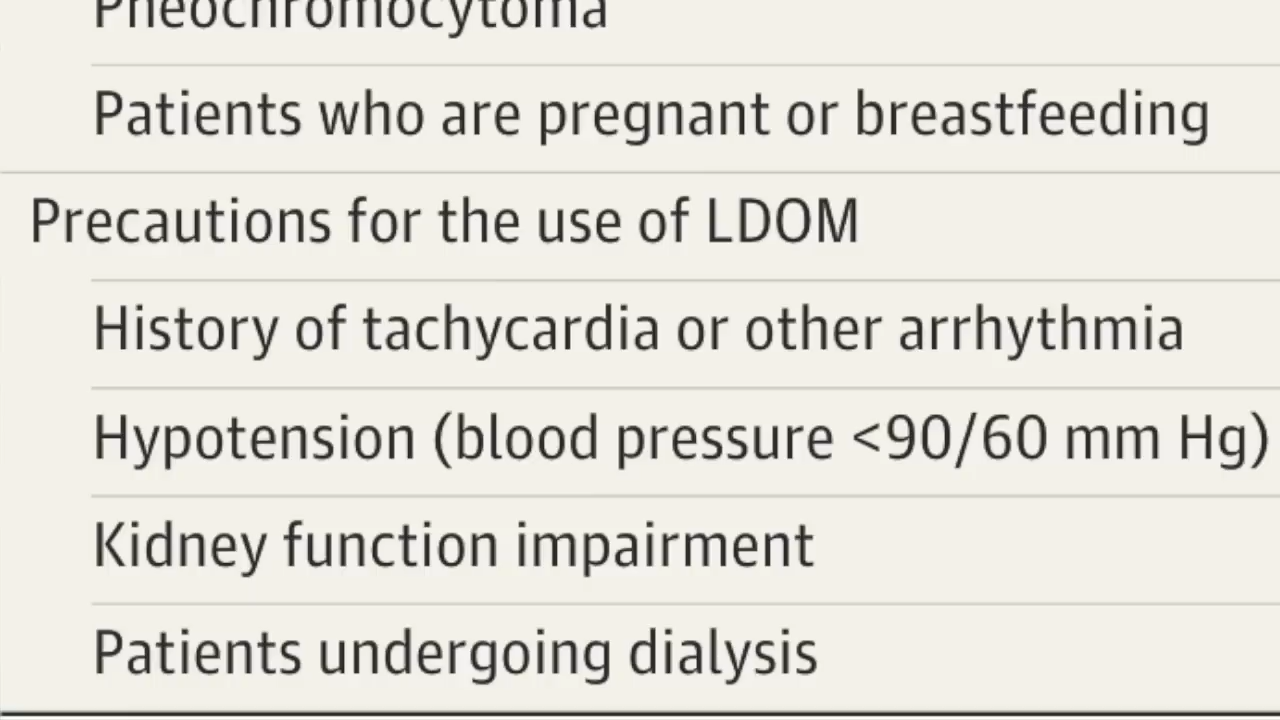 Pheochromocytoma
Patients who are pregnant or breastfeeding
Precautions for the use of LDOM
History of tachycardia or other arrhythmia
Hypotension (blood pressure <90/60 mm Hg)
Kidney function impairment
Patients undergoing dialysis